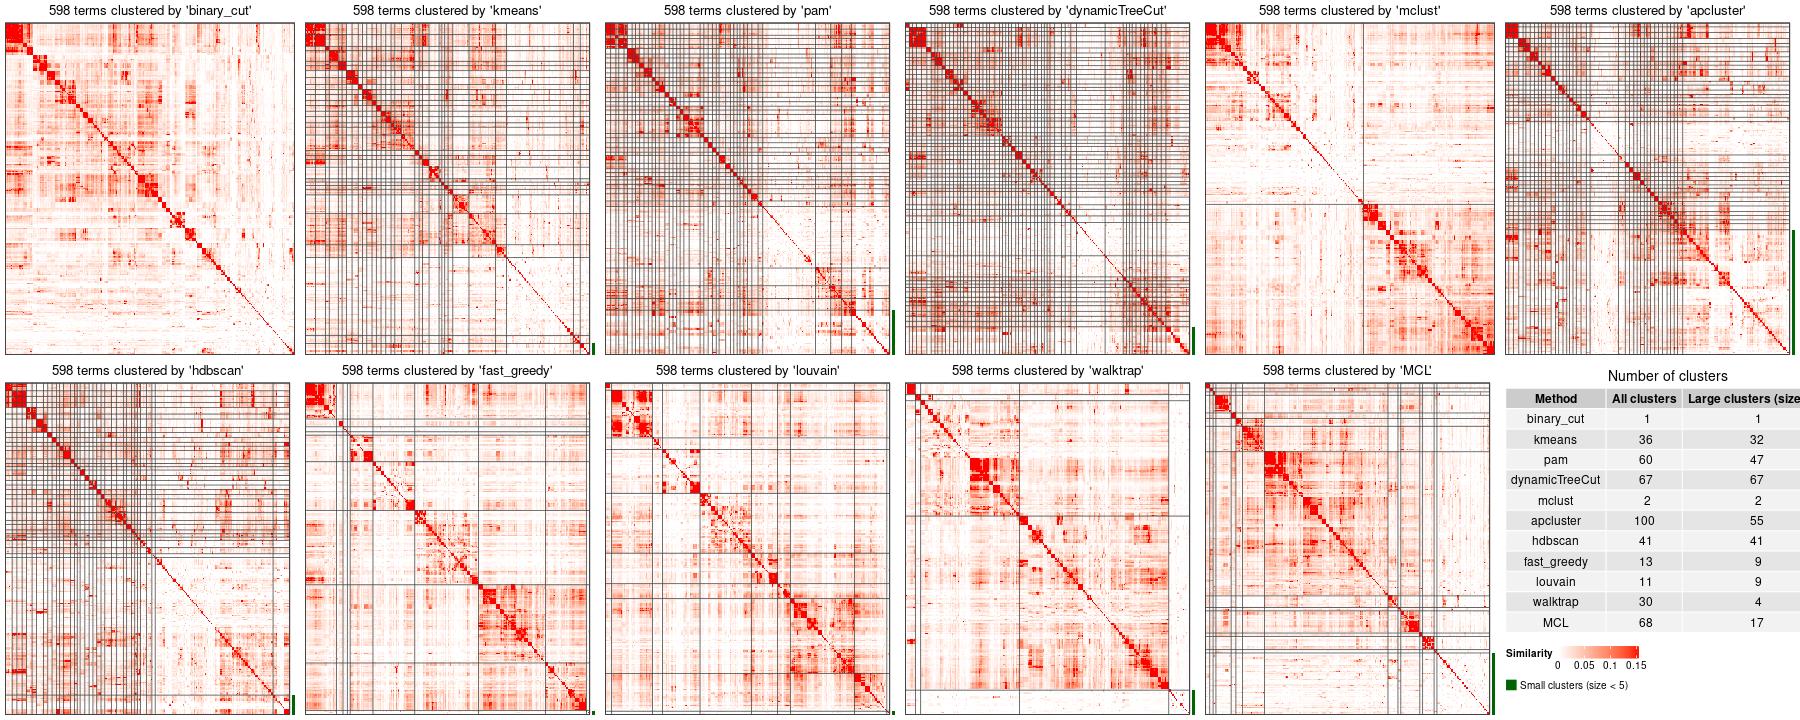 598 terms clustered by 'binary_cut'
598 terms clustered by 'kmeans'
598 terms clustered by 'pam'
598 terms clustered by 'dynamicTreeCut'
598 terms clustered by 'mclust'
598 terms clustered by 'apcluster'
598 terms clustered by 'hdbscan'
598 terms clustered by 'fast_greedy'
598 terms clustered by 'louvain'
598 terms clustered by 'walktrap'
598 terms clustered by 'MCL'
Number of clusters
Method All clusters Large clusters (size
binary_cut 1 1
kmeans 36 32
pam 60 47
dynamicTreeCut 67 67
mclust 2 2
apcluster 100 55
hdbscan 41 41
fast_greedy 13 9
louvain 11 9
walktrap 30 4
MCL 68 17
Similarity
0 0.05 0.1 0.15
Small clusters (size < 5)